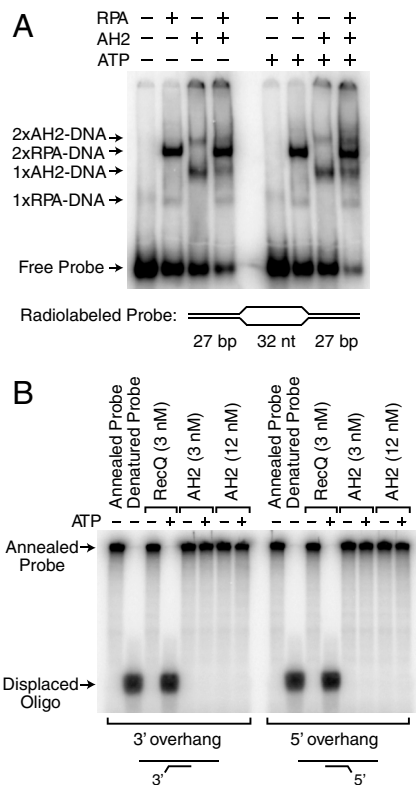 A
RPA − + − + − + − +
AH2 − − + + − − + +
ATP − − − − + + + +
2xAH2-DNA
2xRPA-DNA
1xAH2-DNA
1xRPA-DNA
Free Probe
Radiolabeled Probe:
27 bp 32 nt 27 bp
B
Annealed Probe
Denatured Probe
RecQ (3 nM)
AH2 (3 nM)
AH2 (12 nM)
Annealed Probe
Denatured Probe
RecQ (3 nM)
AH2 (3 nM)
AH2 (12 nM)
ATP − − − + − + − + − − − + − + − +
Annealed
Probe
Displaced
Oligo
3' overhang 5' overhang
3' 5'